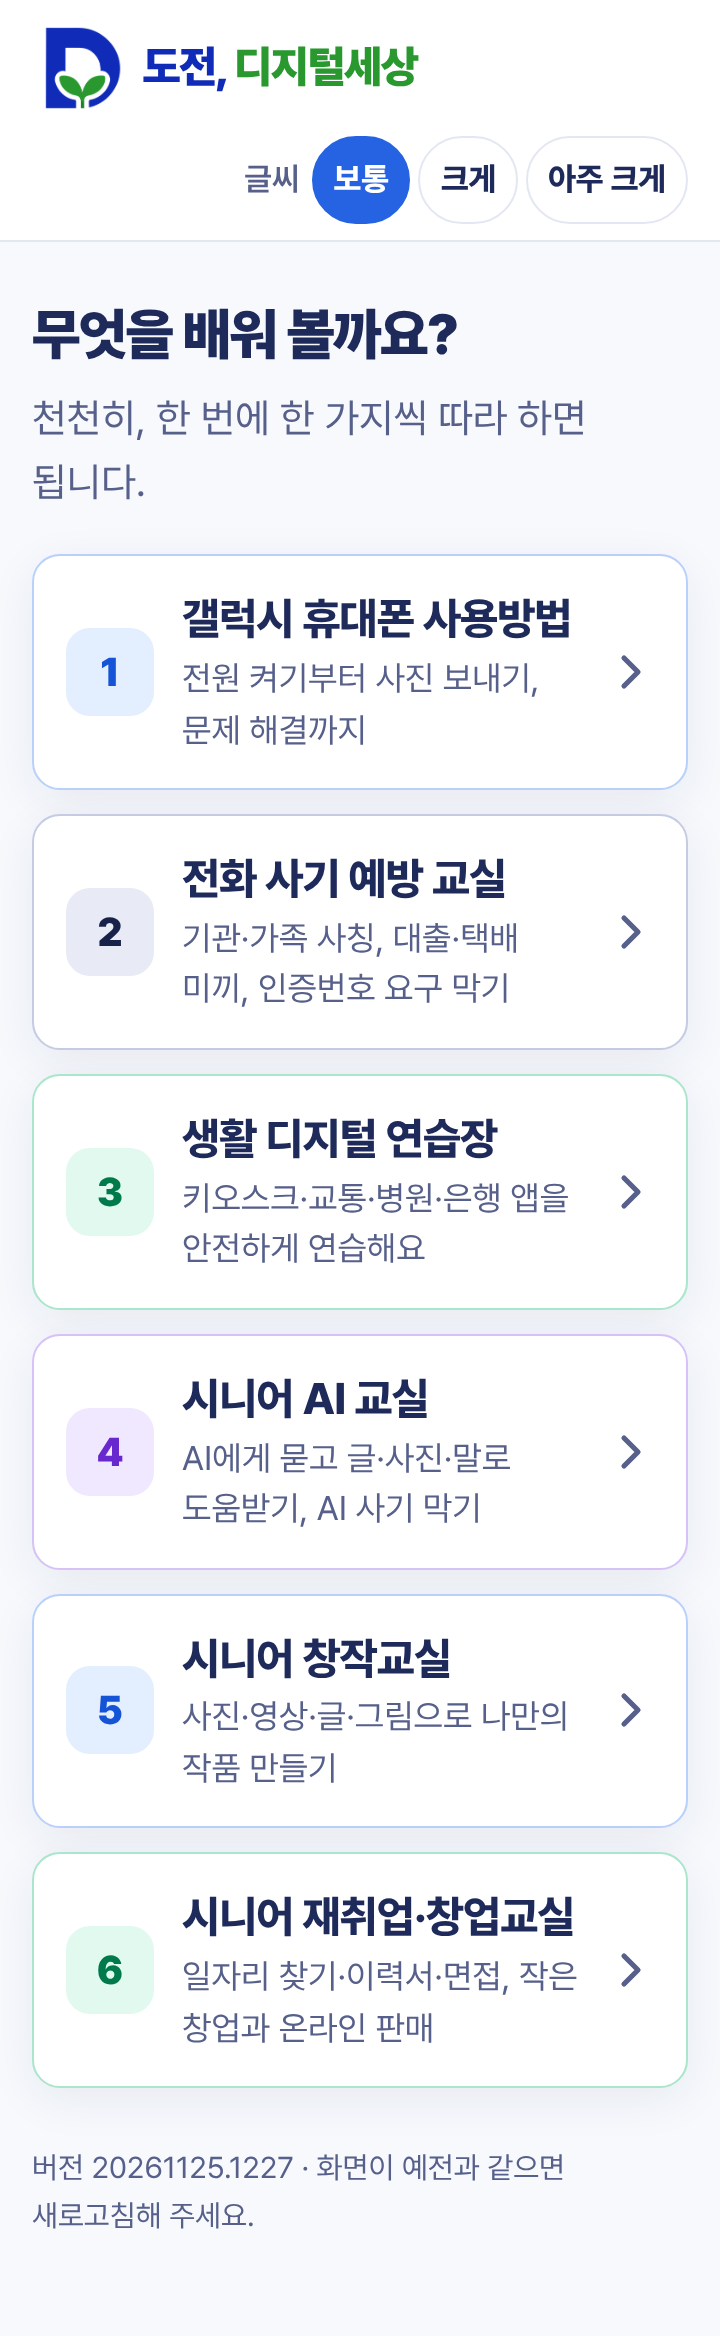 도전, 디지털세상
글씨 보통 크게 아주 크게
무엇을 배워 볼까요?
천천히, 한 번에 한 가지씩 따라 하면
됩니다.
1
갤럭시 휴대폰 사용방법
전원 켜기부터 사진 보내기,
문제 해결까지
2
전화 사기 예방 교실
기관·가족 사칭, 대출·택배
미끼, 인증번호 요구 막기
3
생활 디지털 연습장
키오스크·교통·병원·은행 앱을
안전하게 연습해요
4
시니어 AI 교실
AI에게 묻고 글·사진·말로
도움받기, AI 사기 막기
5
시니어 창작교실
사진·영상·글·그림으로 나만의
작품 만들기
6
시니어 재취업·창업교실
일자리 찾기·이력서·면접, 작은
창업과 온라인 판매
버전 20261125.1227 · 화면이 예전과 같으면
새로고침해 주세요.